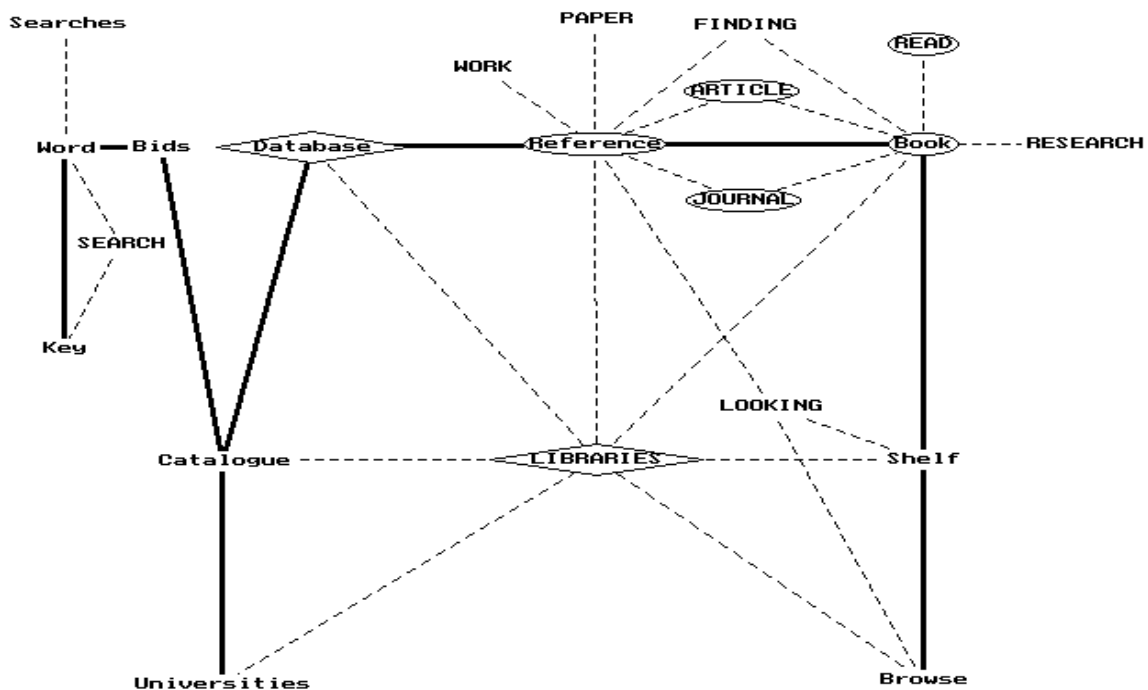 Searches
PAPER
FINDING
READ
WORK
ARTICLE
Word
Bids
Database
Reference
Book
RESEARCH
JOURNAL
SEARCH
Key
LOOKING
Catalogue
LIBRARIES
Shelf
Universities
Browse